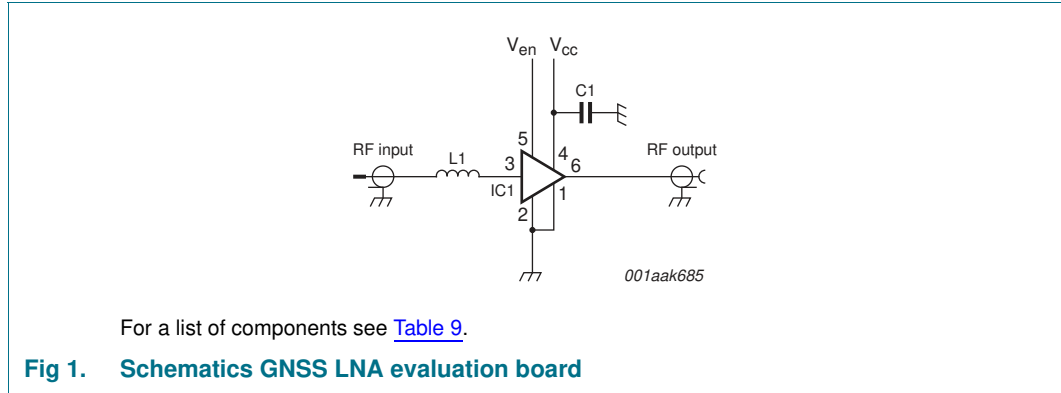 Ven Vcc
C1
5
RF input
L1
3
4
6
RF output
IC1
2
1
001aak685
For a list of components see Table 9.
Fig 1. Schematics GNSS LNA evaluation board